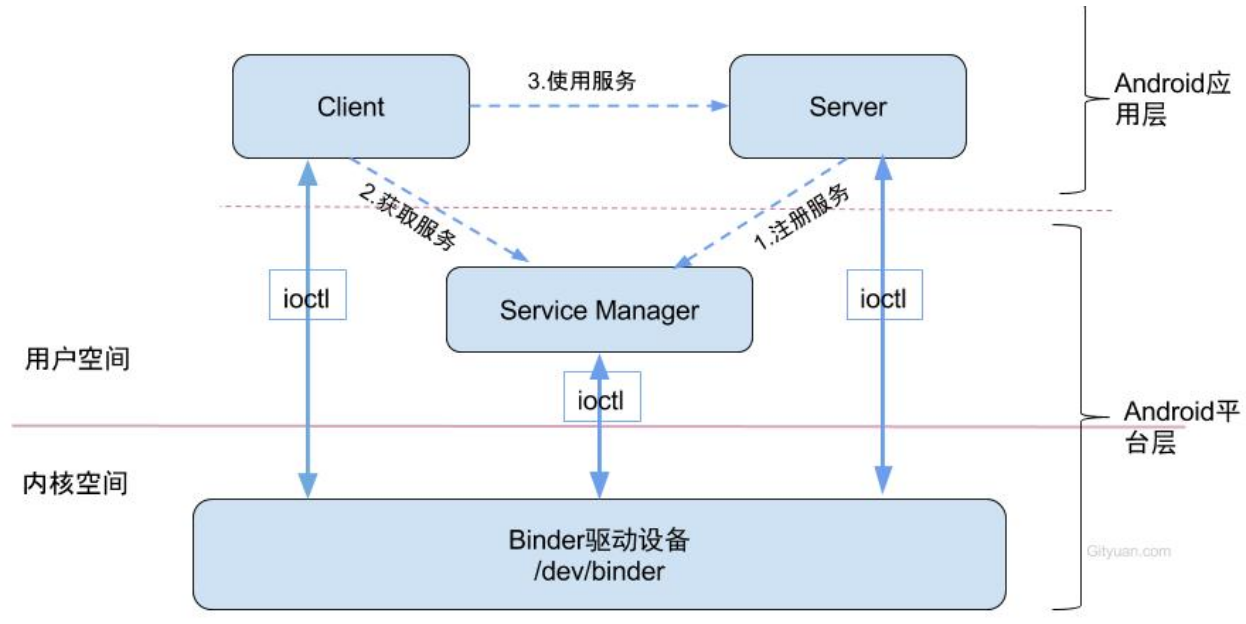 Client
3.使用服务
Server
Android应
用层
2.获取服务
1.注册服务
ioctl
Service Manager
ioctl
用户空间
ioctl
Android平
台层
内核空间
Binder驱动设备
/dev/binder
Gityuan.com